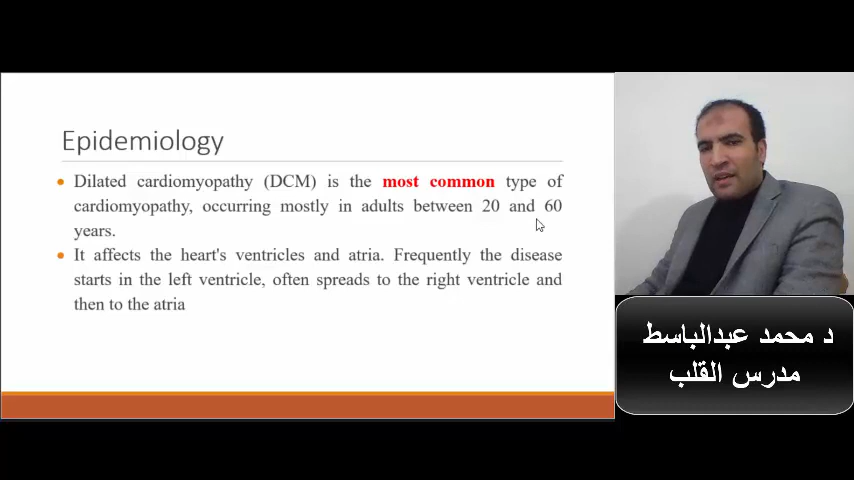 Epidemiology
Dilated cardiomyopathy (DCM) is the most common type of
cardiomyopathy, occurring mostly in adults between 20 and 60
years.
It affects the heart's ventricles and atria. Frequently the disease
starts in the left ventricle, often spreads to the right ventricle and
then to the atria
د محمد عبدالباسط
مدرس القلب